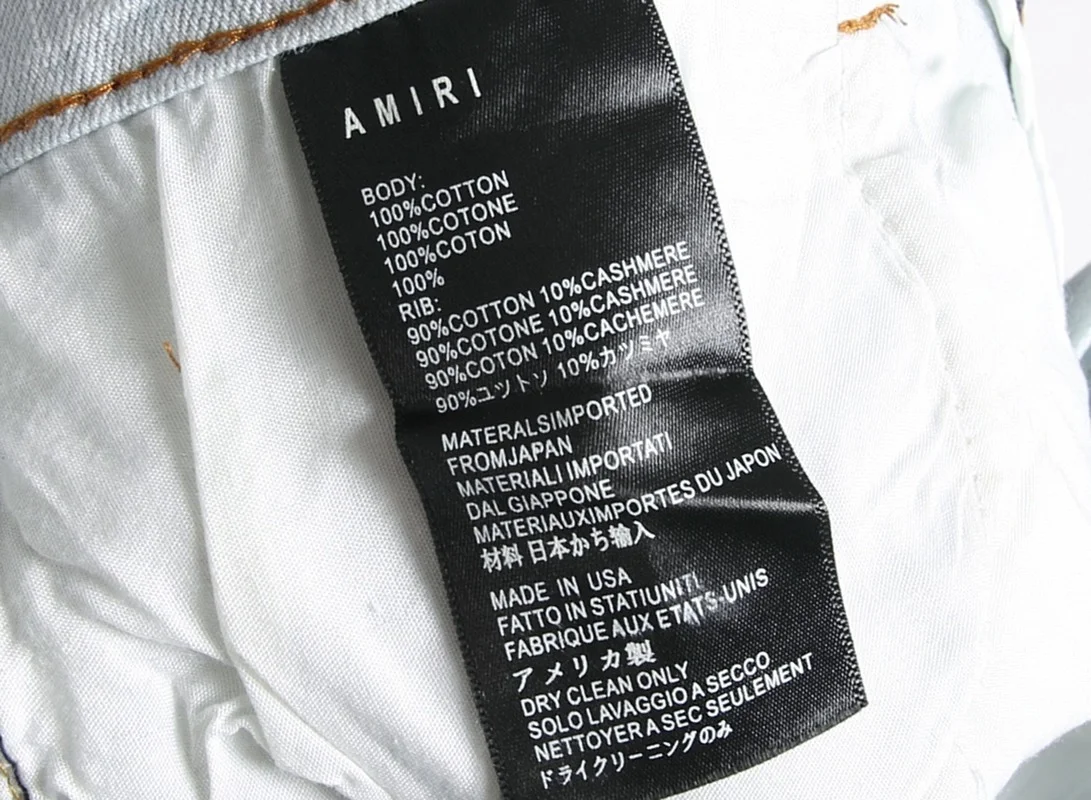 AMIRI
BODY:
100%COTTON
100%COTONE
100%COTON
100%
RIB:
90%COTTON 10%CASHMERE
90%COTONE 10%CASHMERE
90%COTON 10%CACHEMERE
90%ユツトソ 10%カツミヤ
MATERALSIMPORTED
FROMJAPAN
MATERIALI IMPORTATI
DAL GIAPPONE
MATERIAUXIMPORTES DU JAPON
材料 日本から输入
MADE IN USA
FATTO IN STATIUNITI
FABRIQUE AUX ETATS-UNIS
アメリカ製
DRY CLEAN ONLY
SOLO LAVAGGIO A SECCO
NETTOYER A SEC SEULEMENT
ドライクリーニングのみ